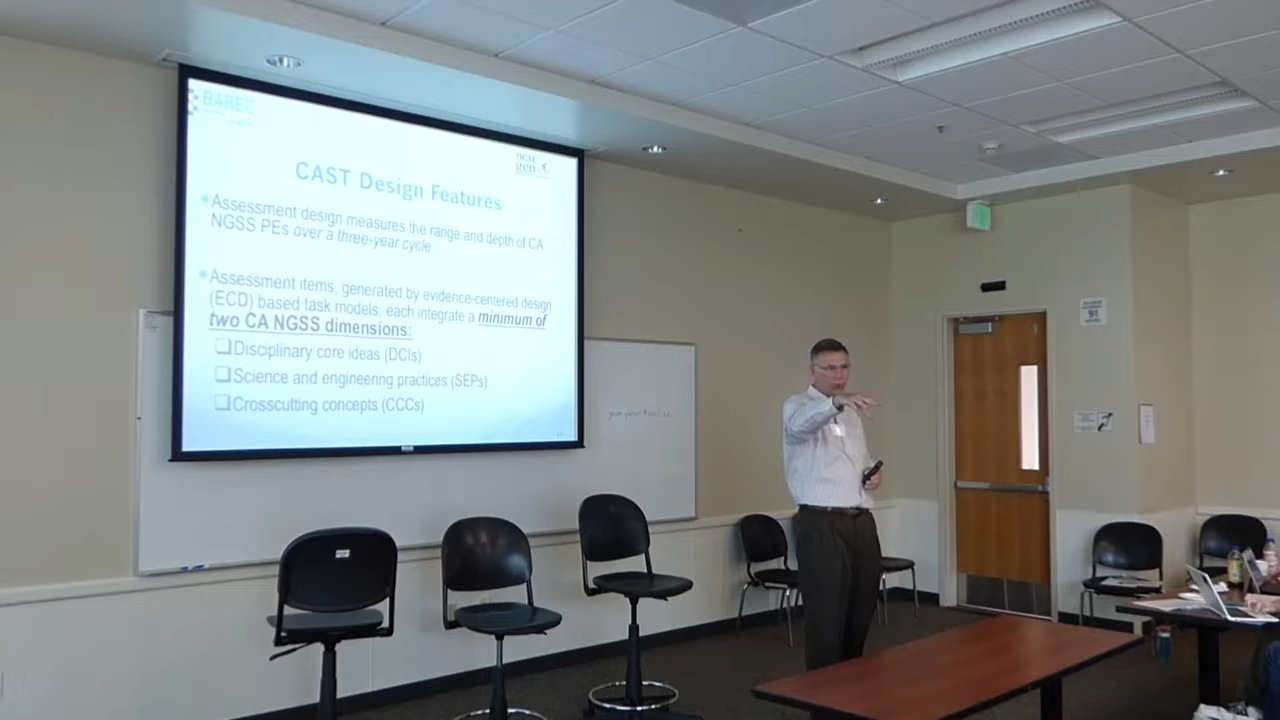 BABEC
next
gen
CAST Design Features
Assessment design measures the range and depth of CA
NGSS PEs over a three-year cycle
Assessment items, generated by evidence-centered design
(ECD) based task models, each integrate a minimum of
two CA NGSS dimensions:
Disciplinary core ideas (DCIs)
Science and engineering practices (SEPs)
Crosscutting concepts (CCCs)
91